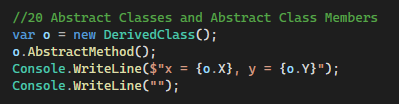 //20 Abstract Classes and Abstract Class Members
var o = new DerivedClass();
o.AbstractMethod();
Console.WriteLine($"x = {o.X}, y = {o.Y}");
Console.WriteLine("");